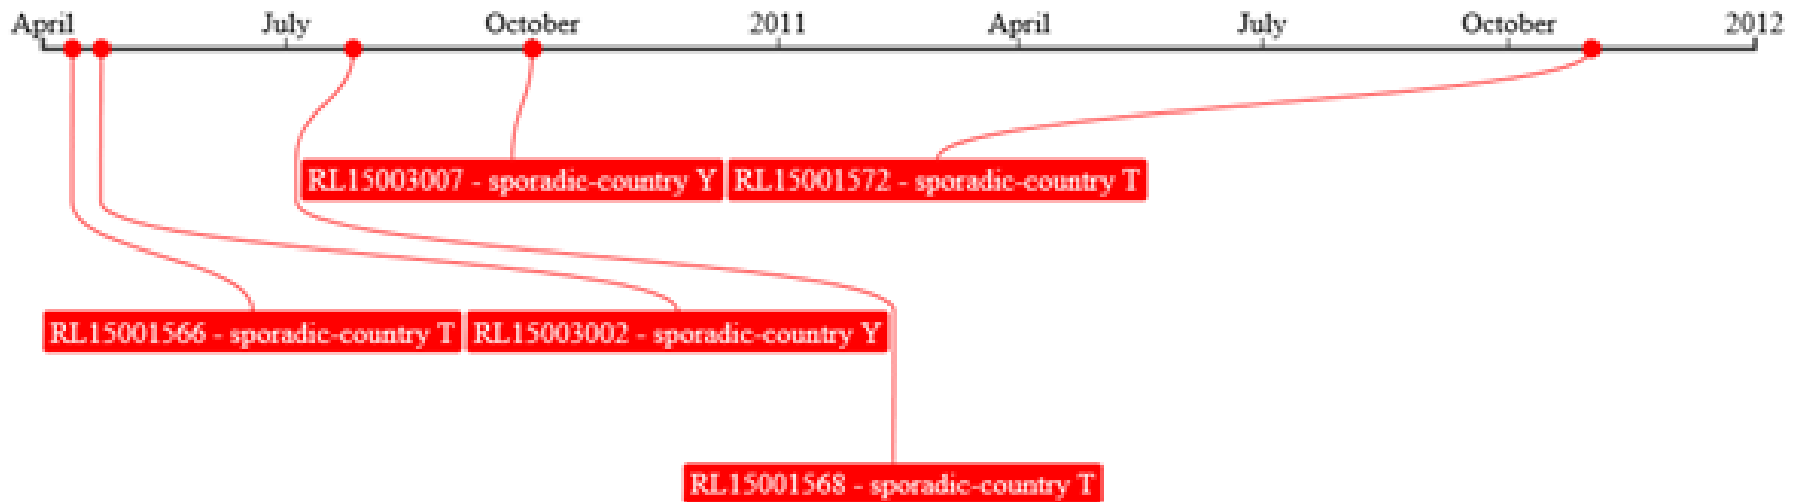 April July October 2011 April July October 2012
RL15003007 - sporadic-country Y RL15001572 - sporadic-country T
RL15001566 - sporadic-country T RL15003002 - sporadic-country Y
RL15001568 - sporadic-country T